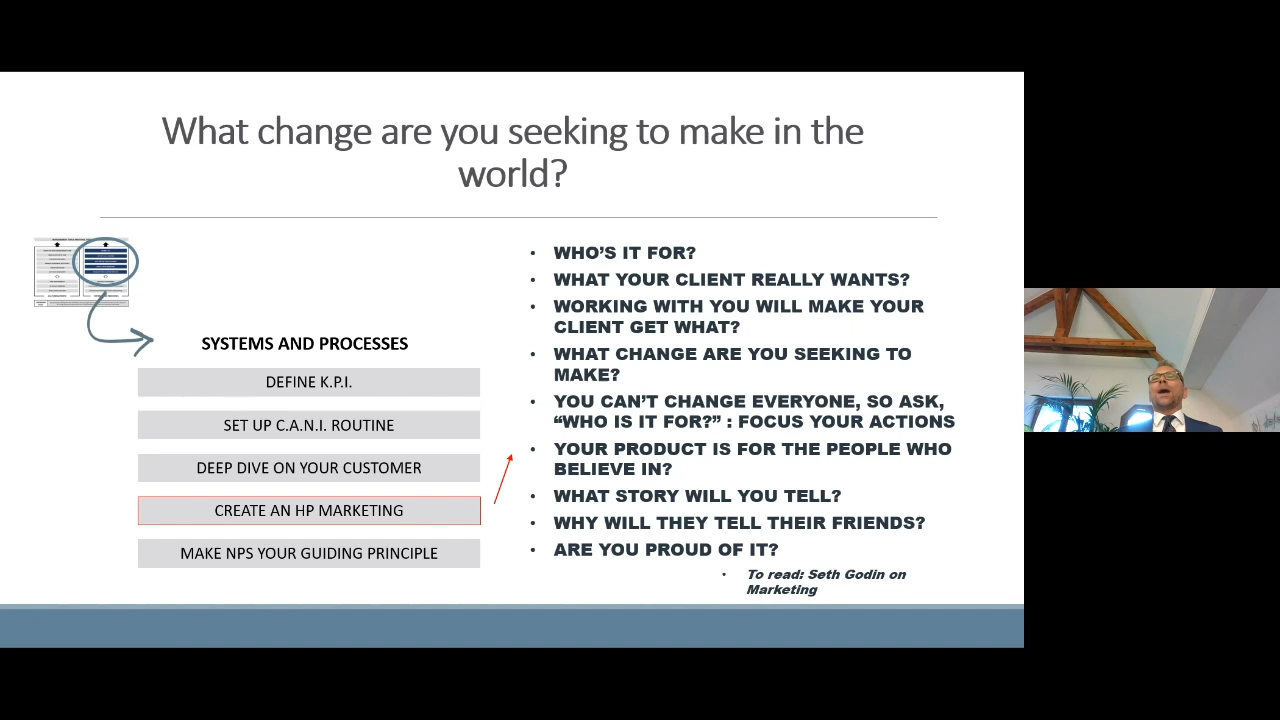 What change are you seeking to make in the
world?
SYSTEMS AND PROCESSES
DEFINE K.P.I.
SET UP C.A.N.I. ROUTINE
DEEP DIVE ON YOUR CUSTOMER
CREATE AN HP MARKETING
MAKE NPS YOUR GUIDING PRINCIPLE
• WHO’S IT FOR?
• WHAT YOUR CLIENT REALLY WANTS?
• WORKING WITH YOU WILL MAKE YOUR
CLIENT GET WHAT?
• WHAT CHANGE ARE YOU SEEKING TO
MAKE?
• YOU CAN’T CHANGE EVERYONE, SO ASK,
“WHO IS IT FOR?” : FOCUS YOUR ACTIONS
• YOUR PRODUCT IS FOR THE PEOPLE WHO
BELIEVE IN?
• WHAT STORY WILL YOU TELL?
• WHY WILL THEY TELL THEIR FRIENDS?
• ARE YOU PROUD OF IT?
• To read: Seth Godin on
Marketing